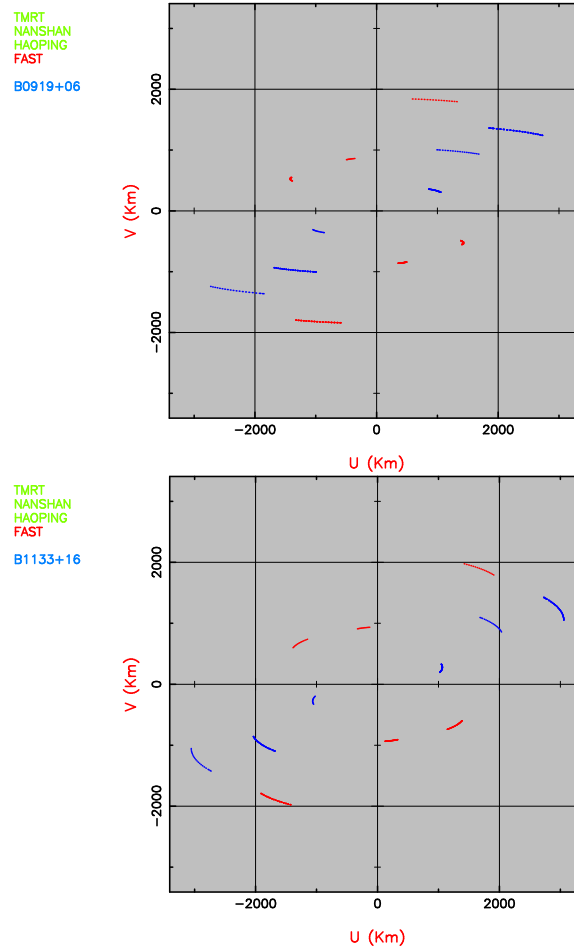 TMRT
NANSHAN
HAOPING
FAST
B0919+06
V (Km)
2000
0
−2000
−2000
0
2000
U (Km)
TMRT
NANSHAN
HAOPING
FAST
B1133+16
V (Km)
2000
0
−2000
−2000
0
2000
U (Km)